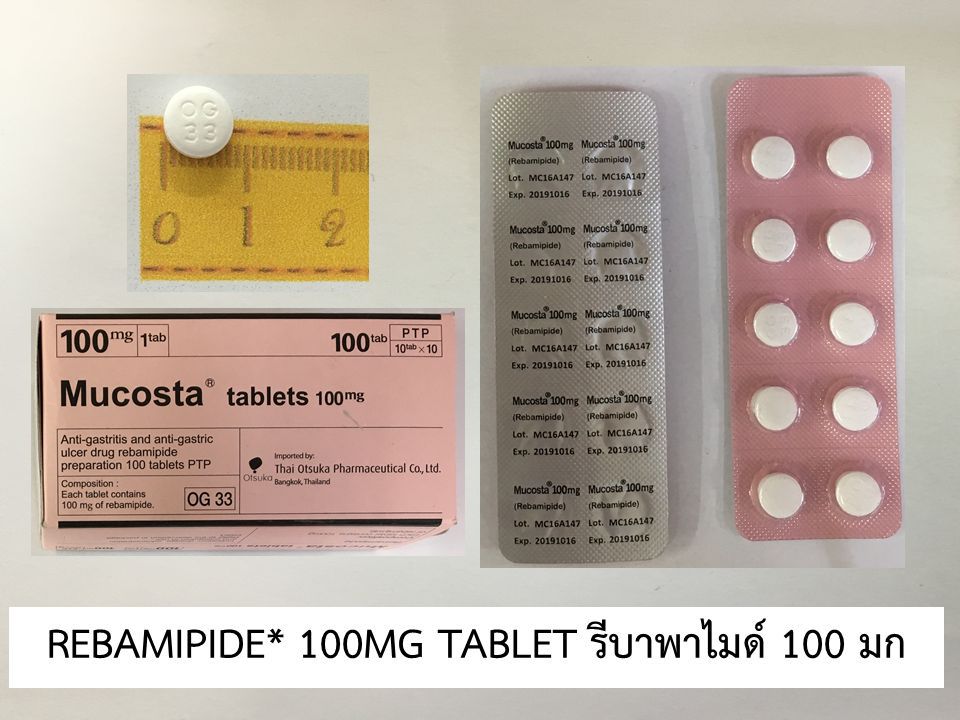 OG
33
0 1 2
100mg 1tab 100tab PTP
10tab × 10
Mucosta® tablets 100mg
Anti-gastritis and anti-gastric
ulcer drug rebamipide
preparation 100 tablets PTP
Composition :
Each tablet contains
100 mg of rebamipide.
OG 33
Otsuka
Imported by:
Thai Otsuka Pharmaceutical Co., Ltd.
Bangkok, Thailand
Mucosta®100mg Mucosta®100mg
(Rebamipide) (Rebamipide)
Lot. MC16A147 Lot. MC16A147
Exp. 20191016 Exp. 20191016
Mucosta®100mg Mucosta®100mg
(Rebamipide) (Rebamipide)
Lot. MC16A147 Lot. MC16A147
Exp. 20191016 Exp. 20191016
Mucosta®100mg Mucosta®100mg
(Rebamipide) (Rebamipide)
Lot. MC16A147 Lot. MC16A147
Exp. 20191016 Exp. 20191016
Mucosta®100mg Mucosta®100mg
(Rebamipide) (Rebamipide)
Lot. MC16A147 Lot. MC16A147
Exp. 20191016 Exp. 20191016
Mucosta®100mg Mucosta®100mg
(Rebamipide) (Rebamipide)
Lot. MC16A147 Lot. MC16A147
Exp. 20191016 Exp. 20191016
REBAMIPIDE* 100MG TABLET รีบาพาไมด์ 100 มก